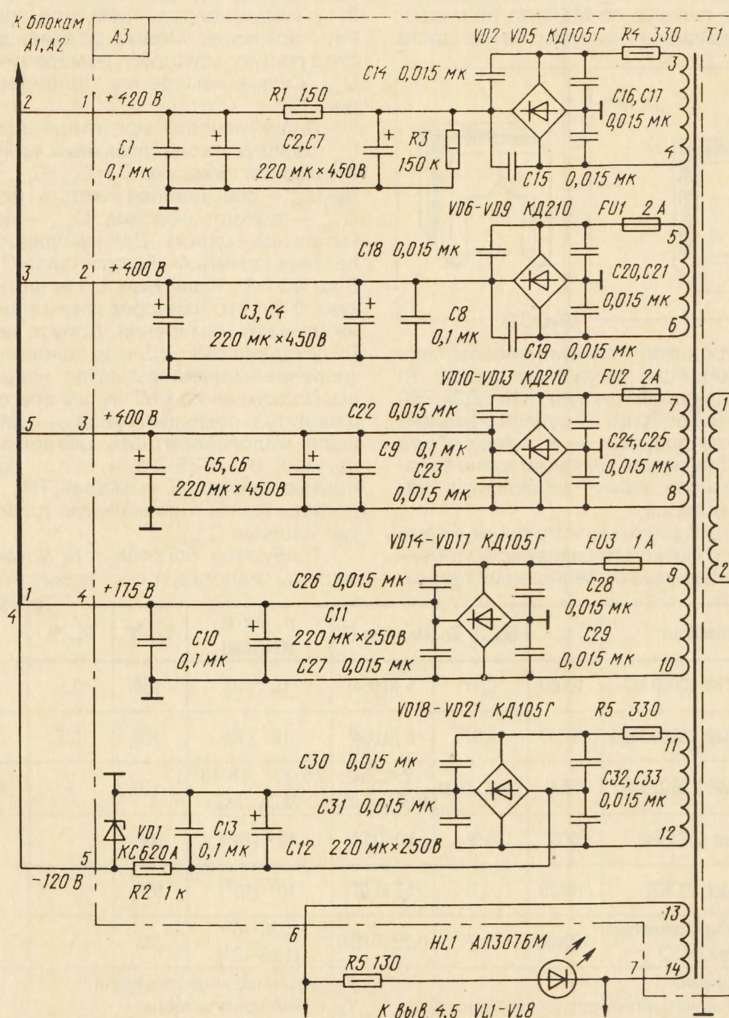 К блокам
А1, А2
А3
VD2 VD5 КД105Г
R4 330
T1
C14 0,015 мк
3
2
1
+420 В
R1 150
C1
0,1 мк
C2, C7
220 мк×450В
R3
150 к
C16, C17
0,015 мк
4
C15 0,015 мк
VD6-VD9 КД210
FU1 2 А
C18 0,015 мк
5
3
2
+400 В
C3, C4
220 мк×450В
C8
0,1 мк
C20, C21
0,015 мк
6
C19 0,015 мк
VD10-VD13 КД210
FU2 2А
7
1
C22 0,015 мк
5
3
+400 В
C5, C6
220 мк×450В
C9 0,1 мк
C23
0,015 мк
C24, C25
0,015 мк
8
2
VD14-VD17 КД105Г
FU3 1 А
C26 0,015 мк
9
1
4
4
+175 В
C10
0,1 мк
C11
220 мк×250В
C27 0,015 мк
C28
0,015 мк
C29
0,015 мк
10
VD18-VD21 КД105Г
R5 330
11
C30 0,015 мк
C31 0,015 мк
C32, C33
0,015 мк
VD1
КС620А
C13
0,1 мк
C12 220 мк×250В
12
5
-120 В
R2 1 к
6
13
HL1 АЛ307БМ
R5 130
7
14
К выв 4,5 VL1-VL8